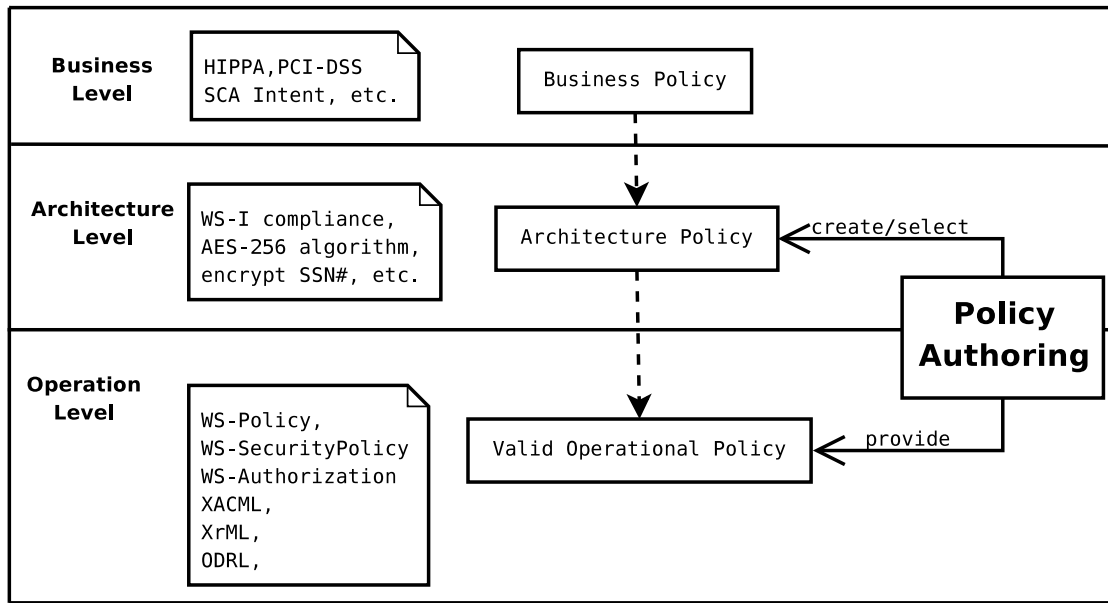 Business
Level
HIPPA,PCI-DSS
SCA Intent, etc.
Business Policy
Architecture
Level
WS-I compliance,
AES-256 algorithm,
encrypt SSN#, etc.
Architecture Policy
create/select
Policy
Authoring
Operation
Level
WS-Policy,
WS-SecurityPolicy
WS-Authorization
XACML,
XrML,
ODRL,
Valid Operational Policy
provide